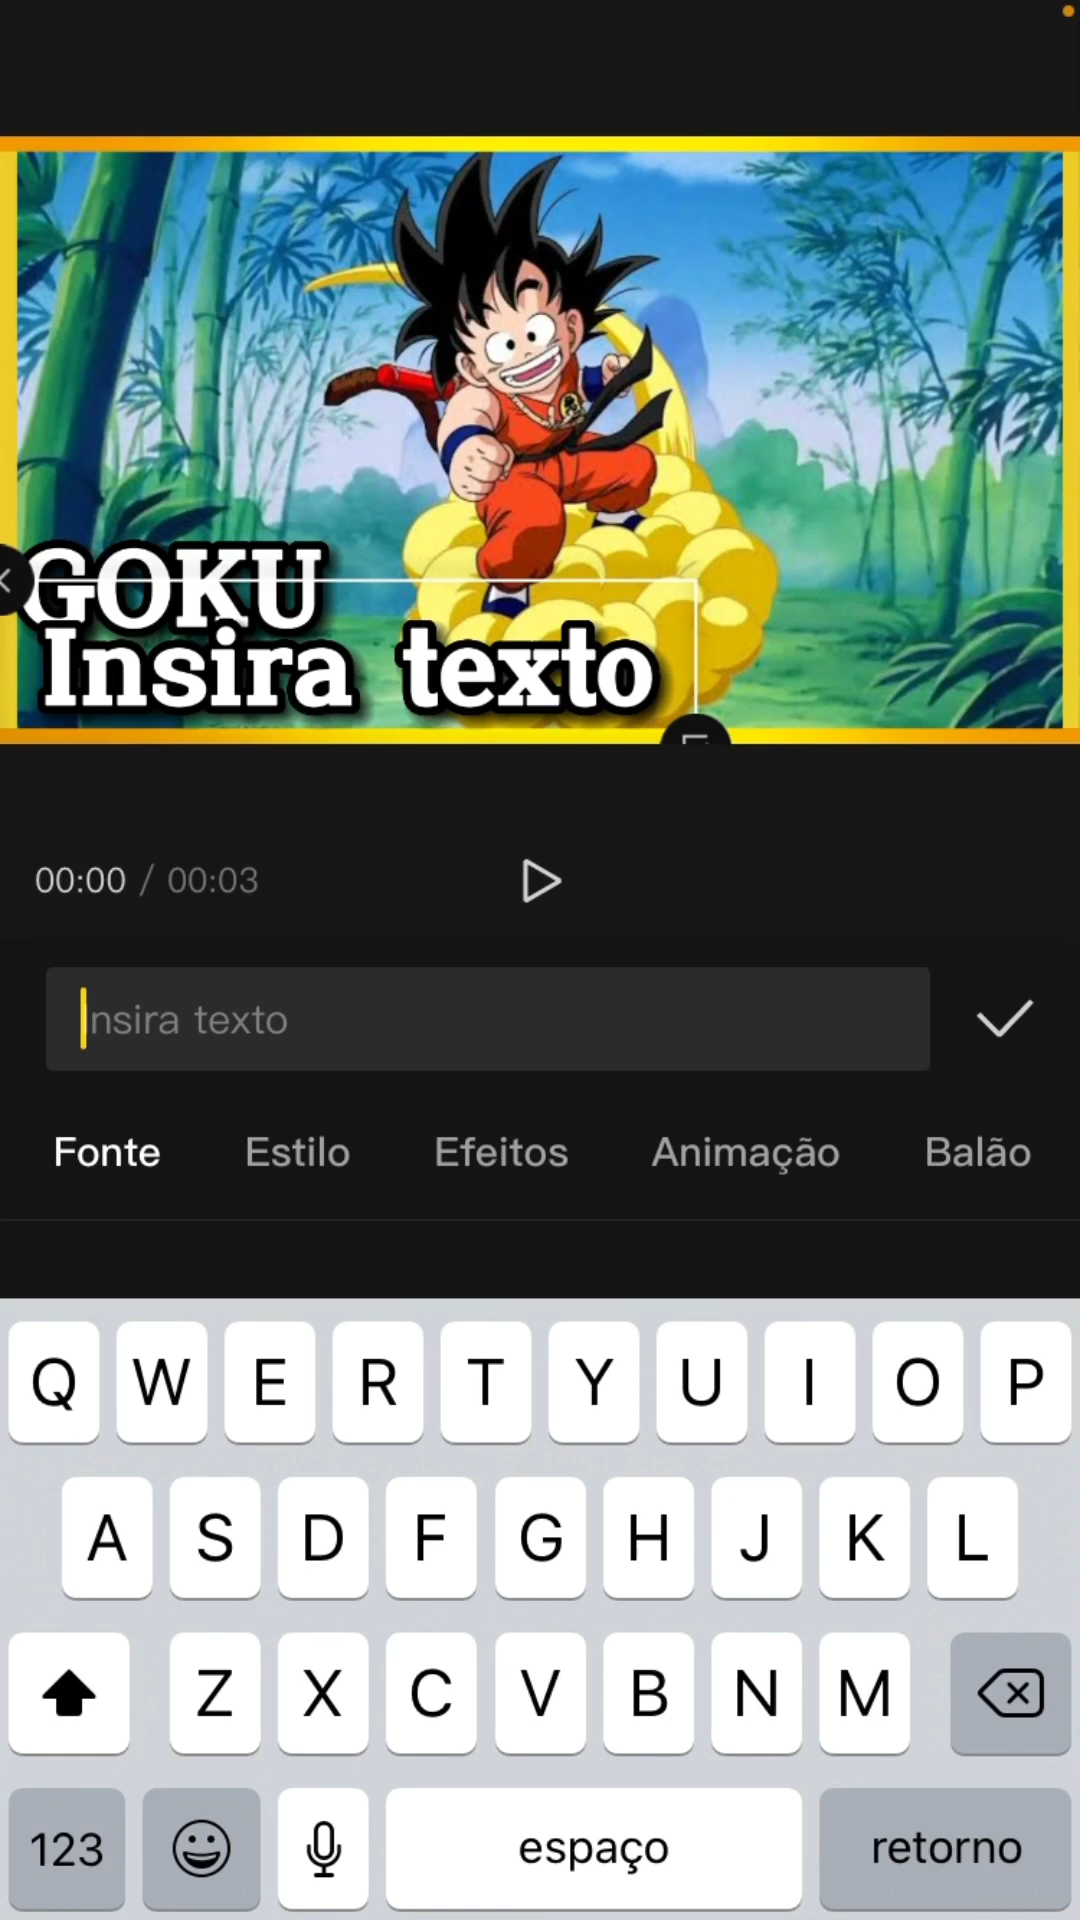 GOKU
Insira texto
00:00 / 00:03
Insira texto
Fonte Estilo Efeitos Animação Balão
Q W E R T Y U I O P
A S D F G H J K L
Z X C V B N M
123 espaço retorno